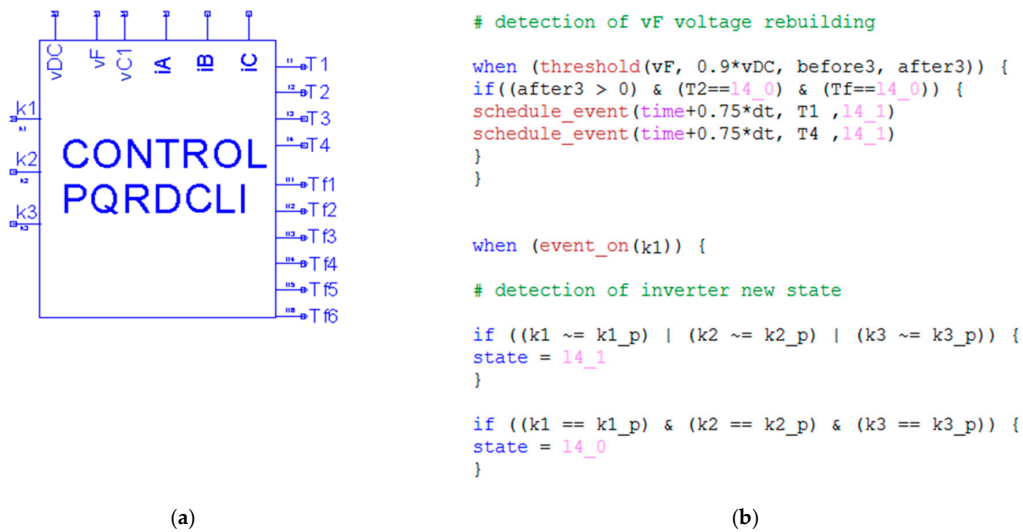 vDC
vF
vC1
iA
iB
iC
k1
k2
k3
CONTROL
PQRDCLI
T1
T2
T3
T4
Tf1
Tf2
Tf3
Tf4
Tf5
Tf6
(a)
# detection of vF voltage rebuilding
when (threshold(vF, 0.9*vDC, before3, after3)) {
if((after3 > 0) & (T2==l4_0) & (Tf==l4_0)) {
schedule_event(time+0.75*dt, T1 ,l4_1)
schedule_event(time+0.75*dt, T4 ,l4_1)
}
}
when (event_on(k1)) {
# detection of inverter new state
if ((k1 ~= k1_p) | (k2 ~= k2_p) | (k3 ~= k3_p)) {
state = l4_1
}
if ((k1 == k1_p) & (k2 == k2_p) & (k3 == k3_p)) {
state = l4_0
}
(b)